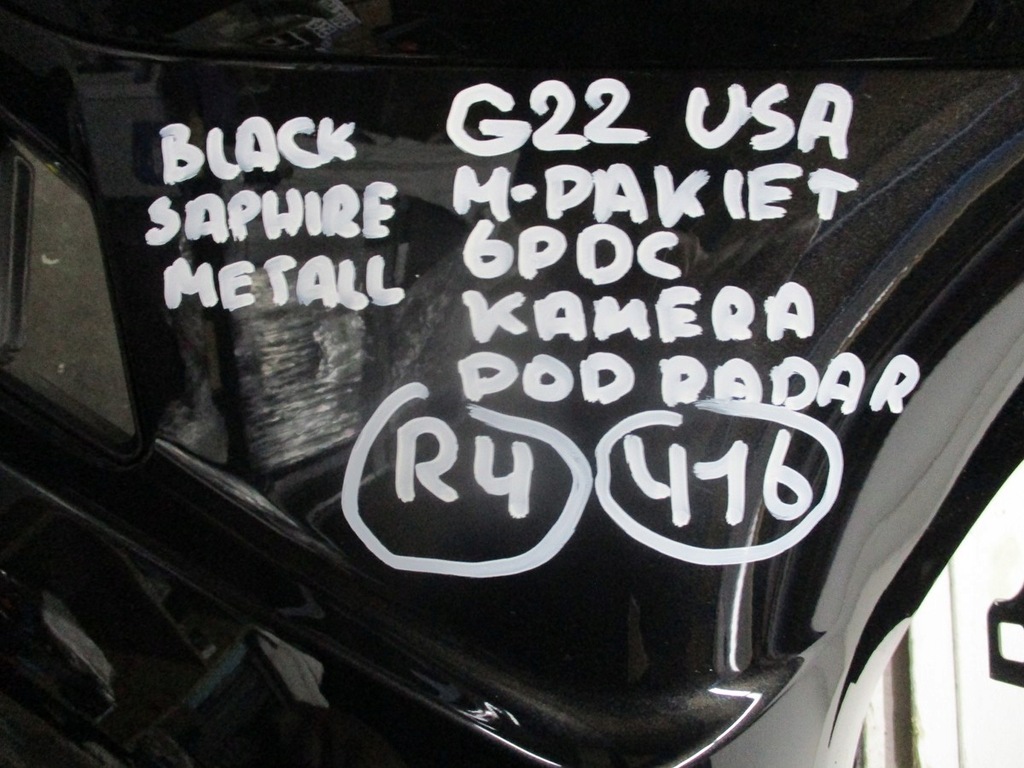 BLACK
SAPHIRE
METALL
G22 USA
M-PAKIET
6PDC
KAMERA
POD RADAR
R4
416